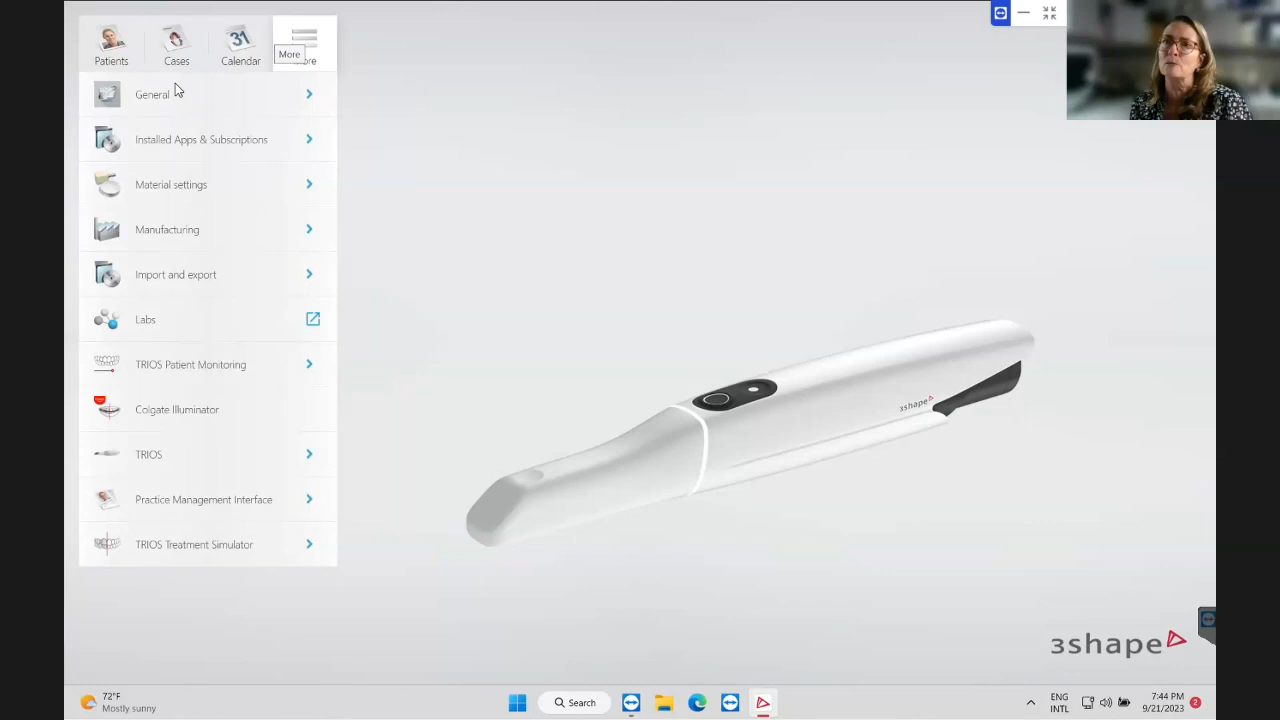 Patients
Cases
31
Calendar
More
More
General
Installed Apps & Subscriptions
Material settings
Manufacturing
Import and export
Labs
TRIOS Patient Monitoring
Colgate Illuminator
TRIOS
Practice Management Interface
TRIOS Treatment Simulator
3shape
3shape
72°F
Mostly sunny
Search
ENG
INTL
7:44 PM
9/21/2023
2